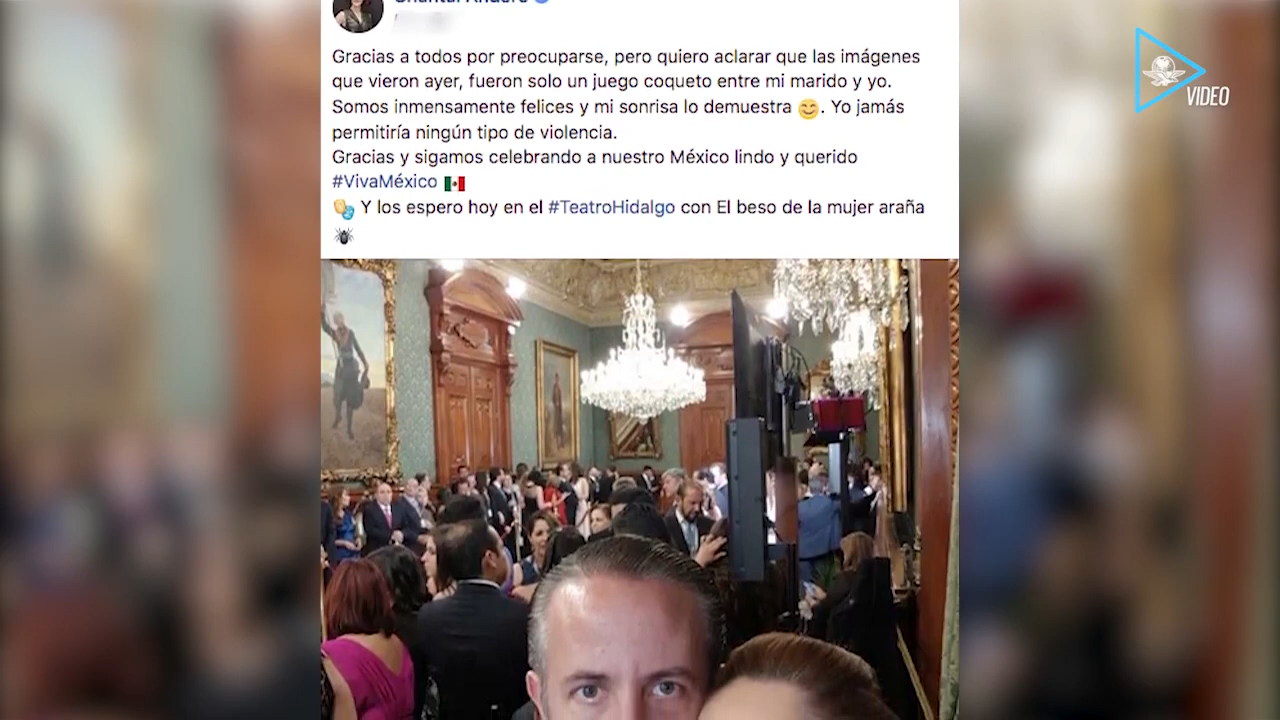 Gracias a todos por preocuparse, pero quiero aclarar que las imágenes
que vieron ayer, fueron solo un juego coqueto entre mi marido y yo.
Somos inmensamente felices y mi sonrisa lo demuestra 😊. Yo jamás
permitiría ningún tipo de violencia.
Gracias y sigamos celebrando a nuestro México lindo y querido
#VivaMéxico 🇲🇽
🎭 Y los espero hoy en el #TeatroHidalgo con El beso de la mujer araña
🕷
VIDEO